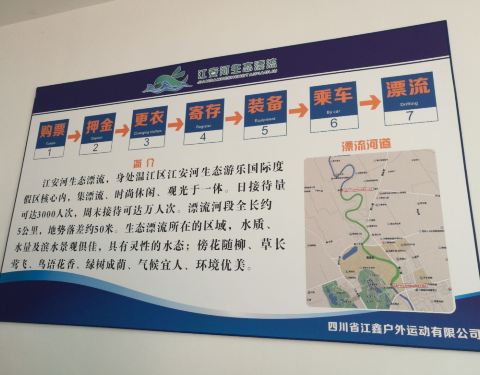 江安河生态漂流
购票 押金 更衣 寄存 装备 乘车 漂流
Deposit Changing clothes Register Equipment By car Drifting
1 2 3 4 5 6 7
简 介
漂流河道
江安河生态漂流，身处温江区江安河生态游乐国际度
假区核心内，集漂流、时尚休闲、观光于一体。日接待量
可达3000人次，周末接待可达万人次。漂流河段全长约
5公里，地势落差约50米。生态漂流所在的区域，水质、
水量及滨水景观俱佳，具有灵性的水态；傍花随柳、草长
莺飞、鸟语花香、绿树成荫、气候宜人、环境优美。
四川省江鑫户外运动有限公司